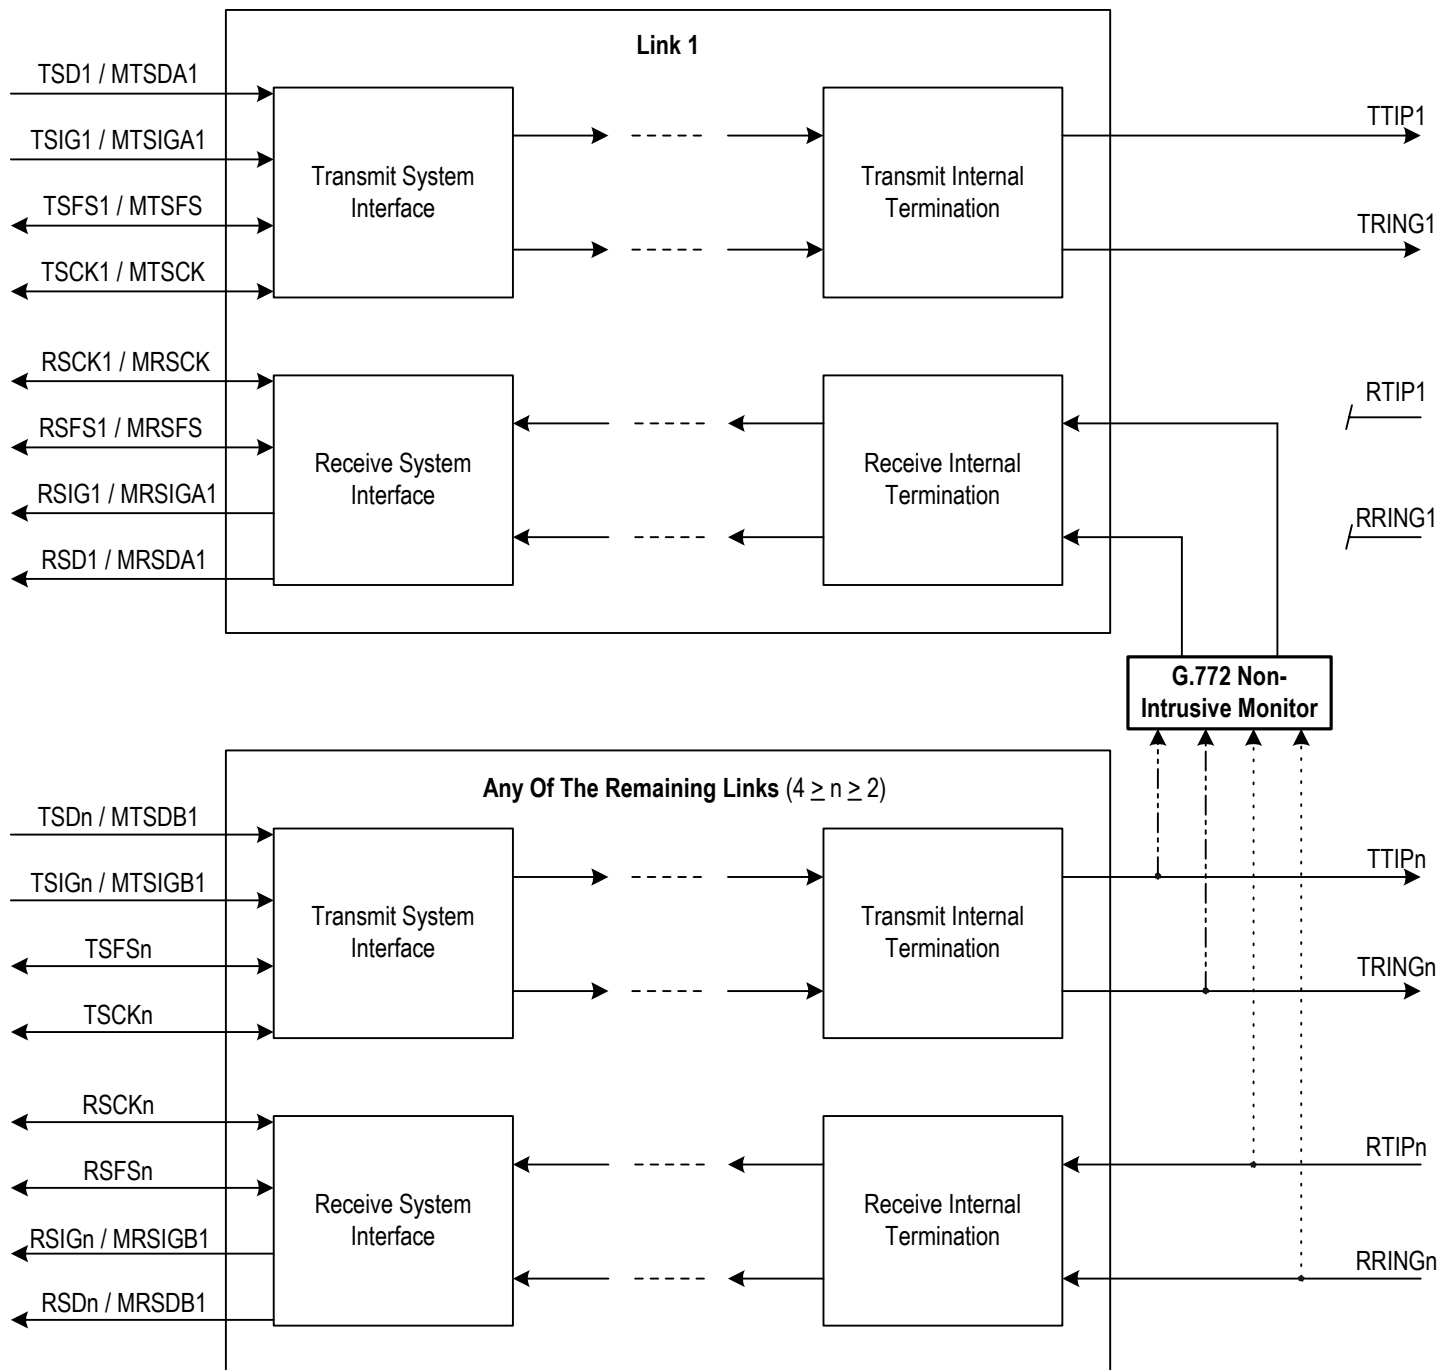 Link 1
TSD1 / MTSDA1
TSIG1 / MTSIGA1
TSFS1 / MTSFS
TSCK1 / MTSCK
Transmit System
Interface
Transmit Internal
Termination
TTIP1
TRING1
RSCK1 / MRSCK
RSFS1 / MRSFS
RSIG1 / MRSIGA1
RSD1 / MRSDA1
Receive System
Interface
Receive Internal
Termination
RTIP1
RRING1
G.772 Non-
Intrusive Monitor
Any Of The Remaining Links (4 ≥ n ≥ 2)
TSDn / MTSDB1
TSIGn / MTSIGB1
TSFSn
TSCKn
Transmit System
Interface
Transmit Internal
Termination
TTIPn
TRINGn
RSCKn
RSFSn
RSIGn / MRSIGB1
RSDn / MRSDB1
Receive System
Interface
Receive Internal
Termination
RTIPn
RRINGn